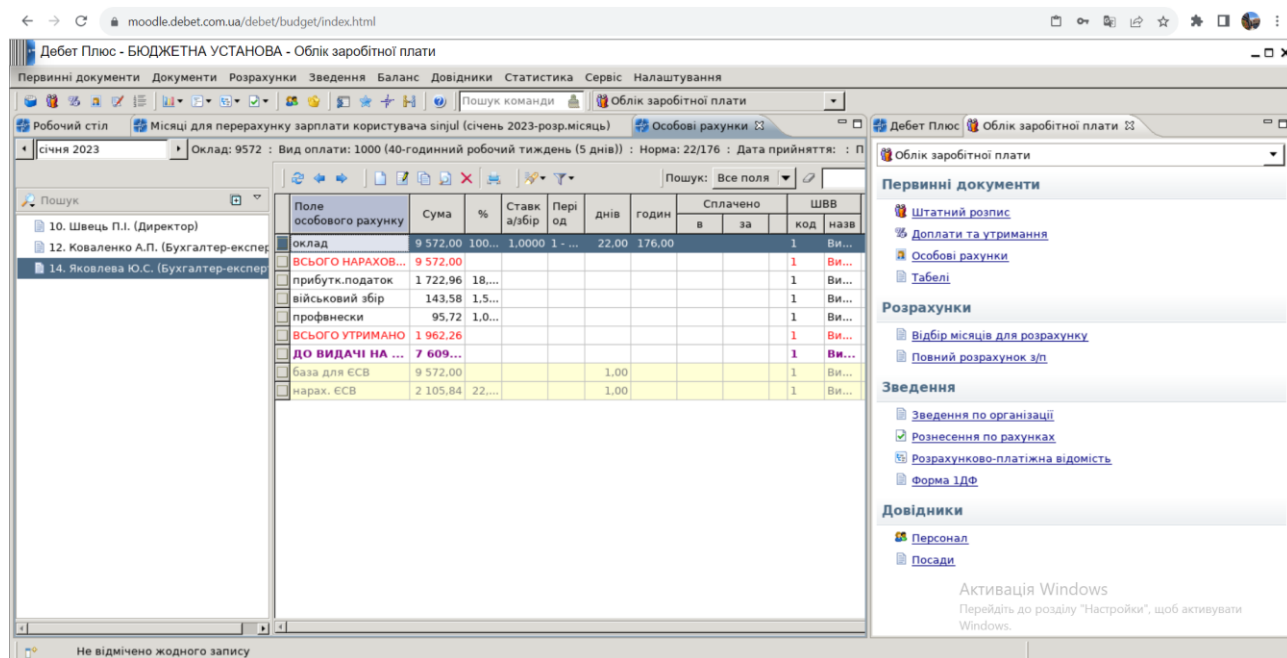 moodle.debet.com.ua/debet/budget/index.html
Дебет Плюс - БЮДЖЕТНА УСТАНОВА - Облік заробітної плати
Первинні документи Документи Розрахунки Зведення Баланс Довідники Статистика Сервіс Налаштування
Пошук команди Облік заробітної плати
Робочий стіл Місяці для перерахунку зарплати користувача sinjul (січень 2023-розр.місяць) Особові рахунки Дебет Плюс Облік заробітної плати
січня 2023 Оклад: 9572 : Вид оплати: 1000 (40-годинний робочий тиждень (5 днів)) : Норма: 22/176 : Дата прийняття: : П
Облік заробітної плати
Пошук: Все поля
Пошук
10. Швець П.І. (Директор)
12. Коваленко А.П. (Бухгалтер-експер
14. Яковлева Ю.С. (Бухгалтер-експер
Поле особового рахунку Сума % Ставк а/збір Пері од днів годин Сплачено в за ШВВ код назв
оклад 9 572,00 100... 1,0000 1 - ... 22,00 176,00 1 Ви...
ВСЬОГО НАРАХОВ... 9 572,00 1 Ви...
прибутк.податок 1 722,96 18,... 1 Ви...
військовий збір 143,58 1,5... 1 Ви...
профвнески 95,72 1,0... 1 Ви...
ВСЬОГО УТРИМАНО 1 962,26 1 Ви...
ДО ВИДАЧІ НА ... 7 609... 1 Ви...
база для ЄСВ 9 572,00 1,00 1 Ви...
нарах. ЄСВ 2 105,84 22,... 1,00 1 Ви...
Первинні документи
Штатний розпис
Доплати та утримання
Особові рахунки
Табелі
Розрахунки
Відбір місяців для розрахунку
Повний розрахунок з/п
Зведення
Зведення по організації
Рознесення по рахунках
Розрахунково-платіжна відомість
Форма 1ДФ
Довідники
Персонал
Посади
Активація Windows
Перейдіть до розділу "Настройки", щоб активувати
Windows.
Не відмічено жодного запису